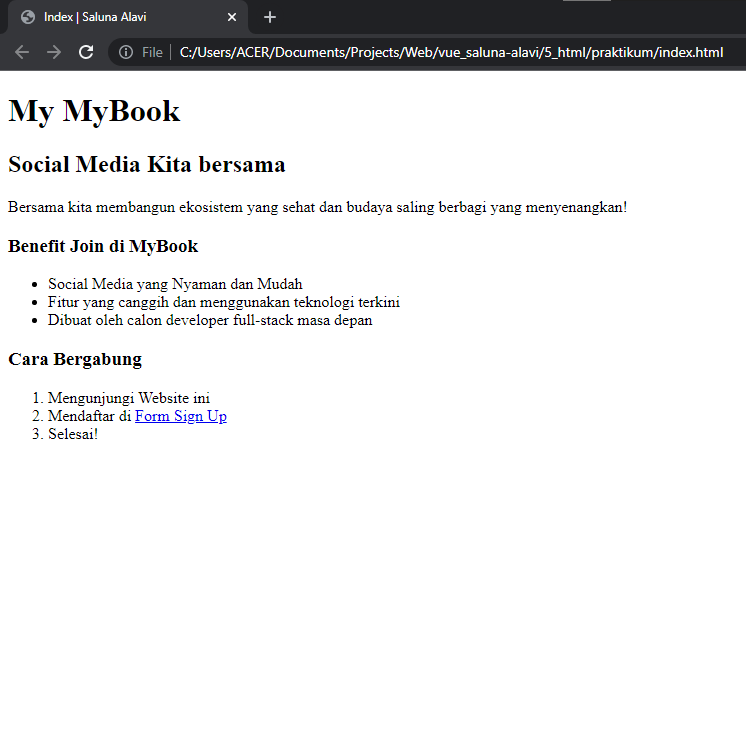 Index | Saluna Alavi
File
C:/Users/ACER/Documents/Projects/Web/vue_saluna-alavi/5_html/praktikum/index.html
My MyBook
Social Media Kita bersama
Bersama kita membangun ekosistem yang sehat dan budaya saling berbagi yang menyenangkan!
Benefit Join di MyBook
• Social Media yang Nyaman dan Mudah
• Fitur yang canggih dan menggunakan teknologi terkini
• Dibuat oleh calon developer full-stack masa depan
Cara Bergabung
1. Mengunjungi Website ini
2. Mendaftar di Form Sign Up
3. Selesai!